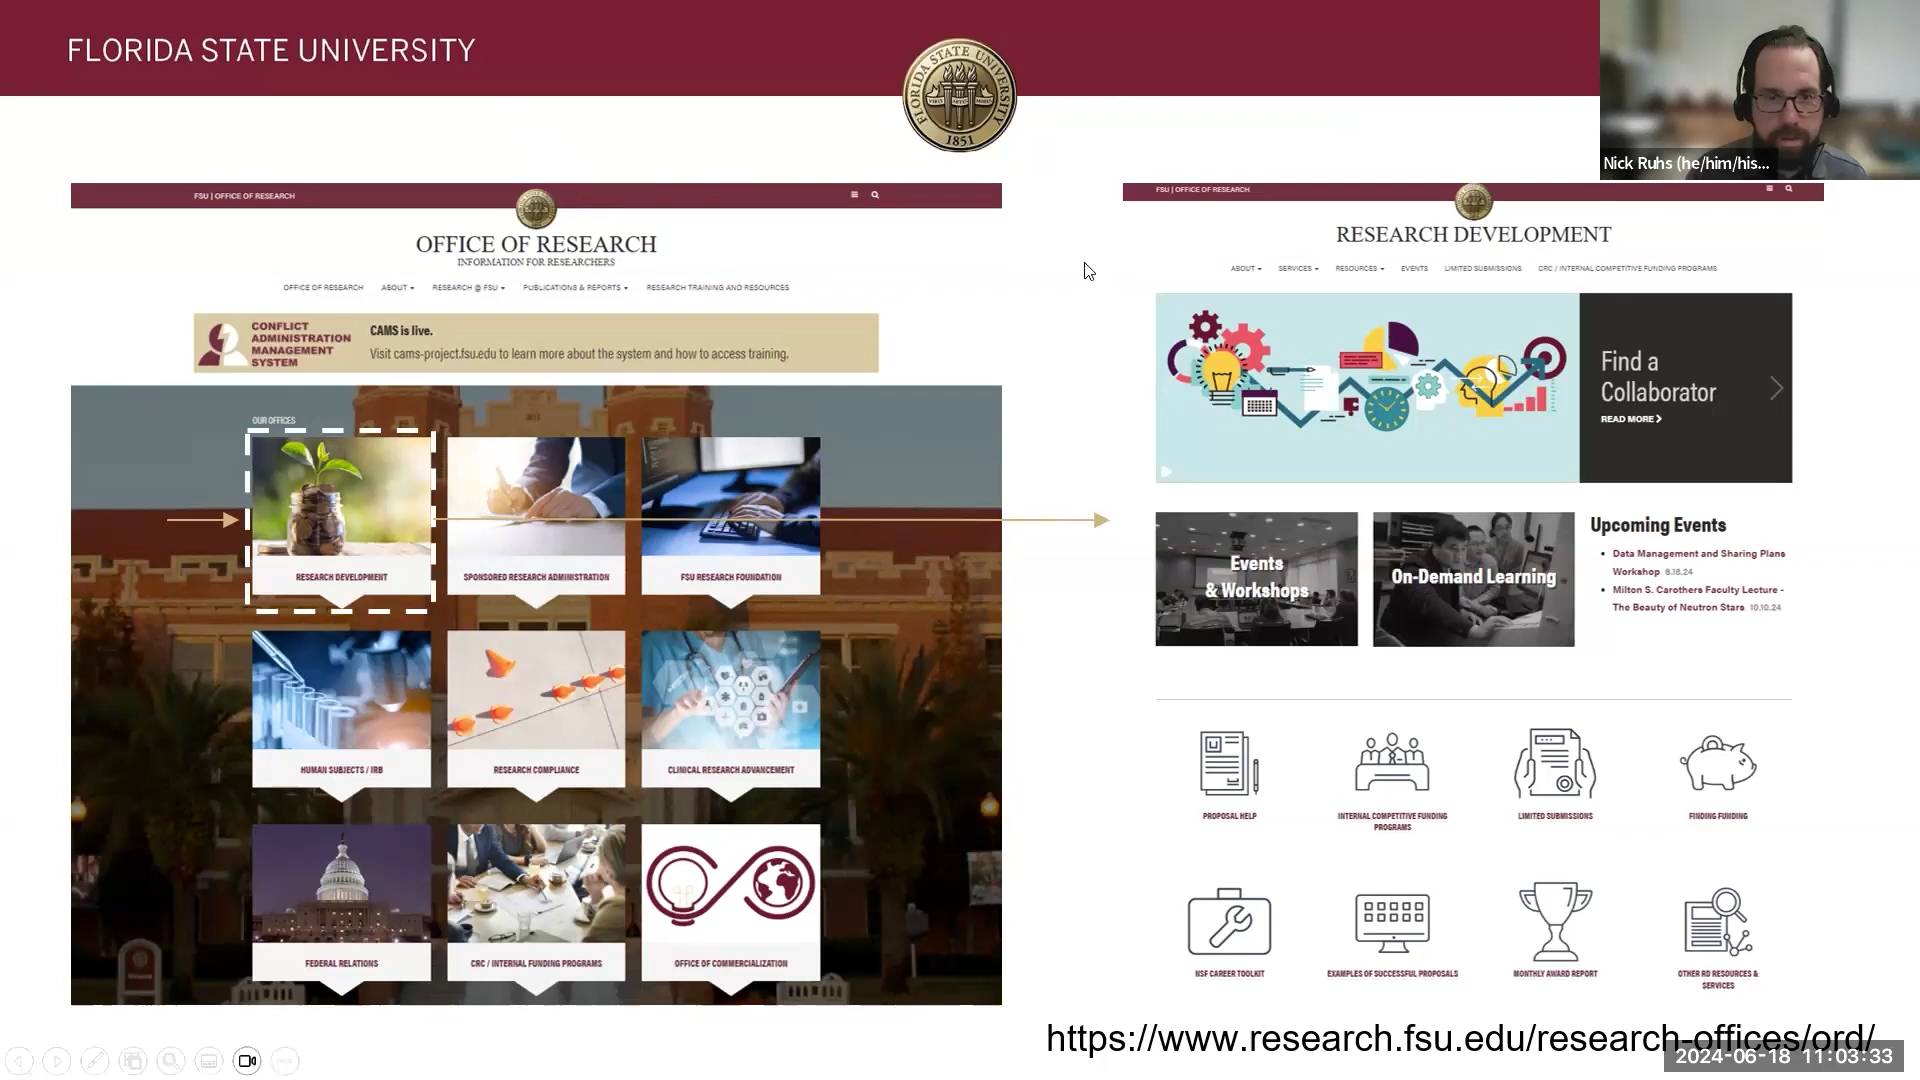 FLORIDA STATE UNIVERSITY
FLORIDA STATE UNIVERSITY
VIRES ARTES MORES
1851
Nick Ruhs (he/him/his...
FSU | OFFICE OF RESEARCH
OFFICE OF RESEARCH
INFORMATION FOR RESEARCHERS
OFFICE OF RESEARCH ABOUT RESEARCH @ FSU PUBLICATIONS & REPORTS RESEARCH TRAINING AND RESOURCES
CONFLICT
ADMINISTRATION
MANAGEMENT
SYSTEM
CAMS is live.
Visit cams-project.fsu.edu to learn more about the system and how to access training.
OUR OFFICES
RESEARCH DEVELOPMENT
SPONSORED RESEARCH ADMINISTRATION
FSU RESEARCH FOUNDATION
HUMAN SUBJECTS / IRB
RESEARCH COMPLIANCE
CLINICAL RESEARCH ADVANCEMENT
FEDERAL RELATIONS
CRC / INTERNAL FUNDING PROGRAMS
OFFICE OF COMMERCIALIZATION
FSU | OFFICE OF RESEARCH
RESEARCH DEVELOPMENT
ABOUT SERVICES RESOURCES EVENTS LIMITED SUBMISSIONS CRC / INTERNAL COMPETITIVE FUNDING PROGRAMS
Find a
Collaborator
READ MORE
Events
& Workshops
On-Demand Learning
Upcoming Events
Data Management and Sharing Plans
Workshop 6.18.24
Milton S. Carothers Faculty Lecture -
The Beauty of Neutron Stars 10.10.24
PROPOSAL HELP
INTERNAL COMPETITIVE FUNDING
PROGRAMS
LIMITED SUBMISSIONS
FINDING FUNDING
NSF CAREER TOOLKIT
EXAMPLES OF SUCCESSFUL PROPOSALS
MONTHLY AWARD REPORT
OTHER RD RESOURCES &
SERVICES
https://www.research.fsu.edu/research-offices/ord/
2024-06-18 11:03:33